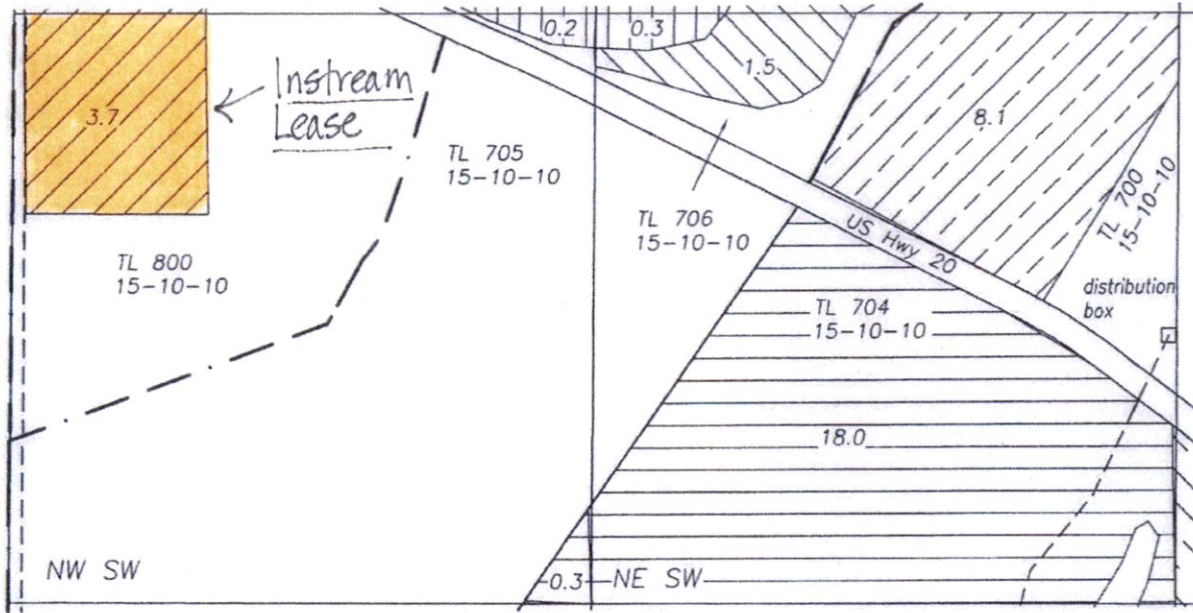 0.2
0.3
1.5
3.7
Instream
Lease
8.1
TL 705
15-10-10
TL 706
15-10-10
TL 700
15-10-10
US Hwy 20
TL 800
15-10-10
distribution
box
TL 704
15-10-10
18.0
NW SW
0.3
NE SW